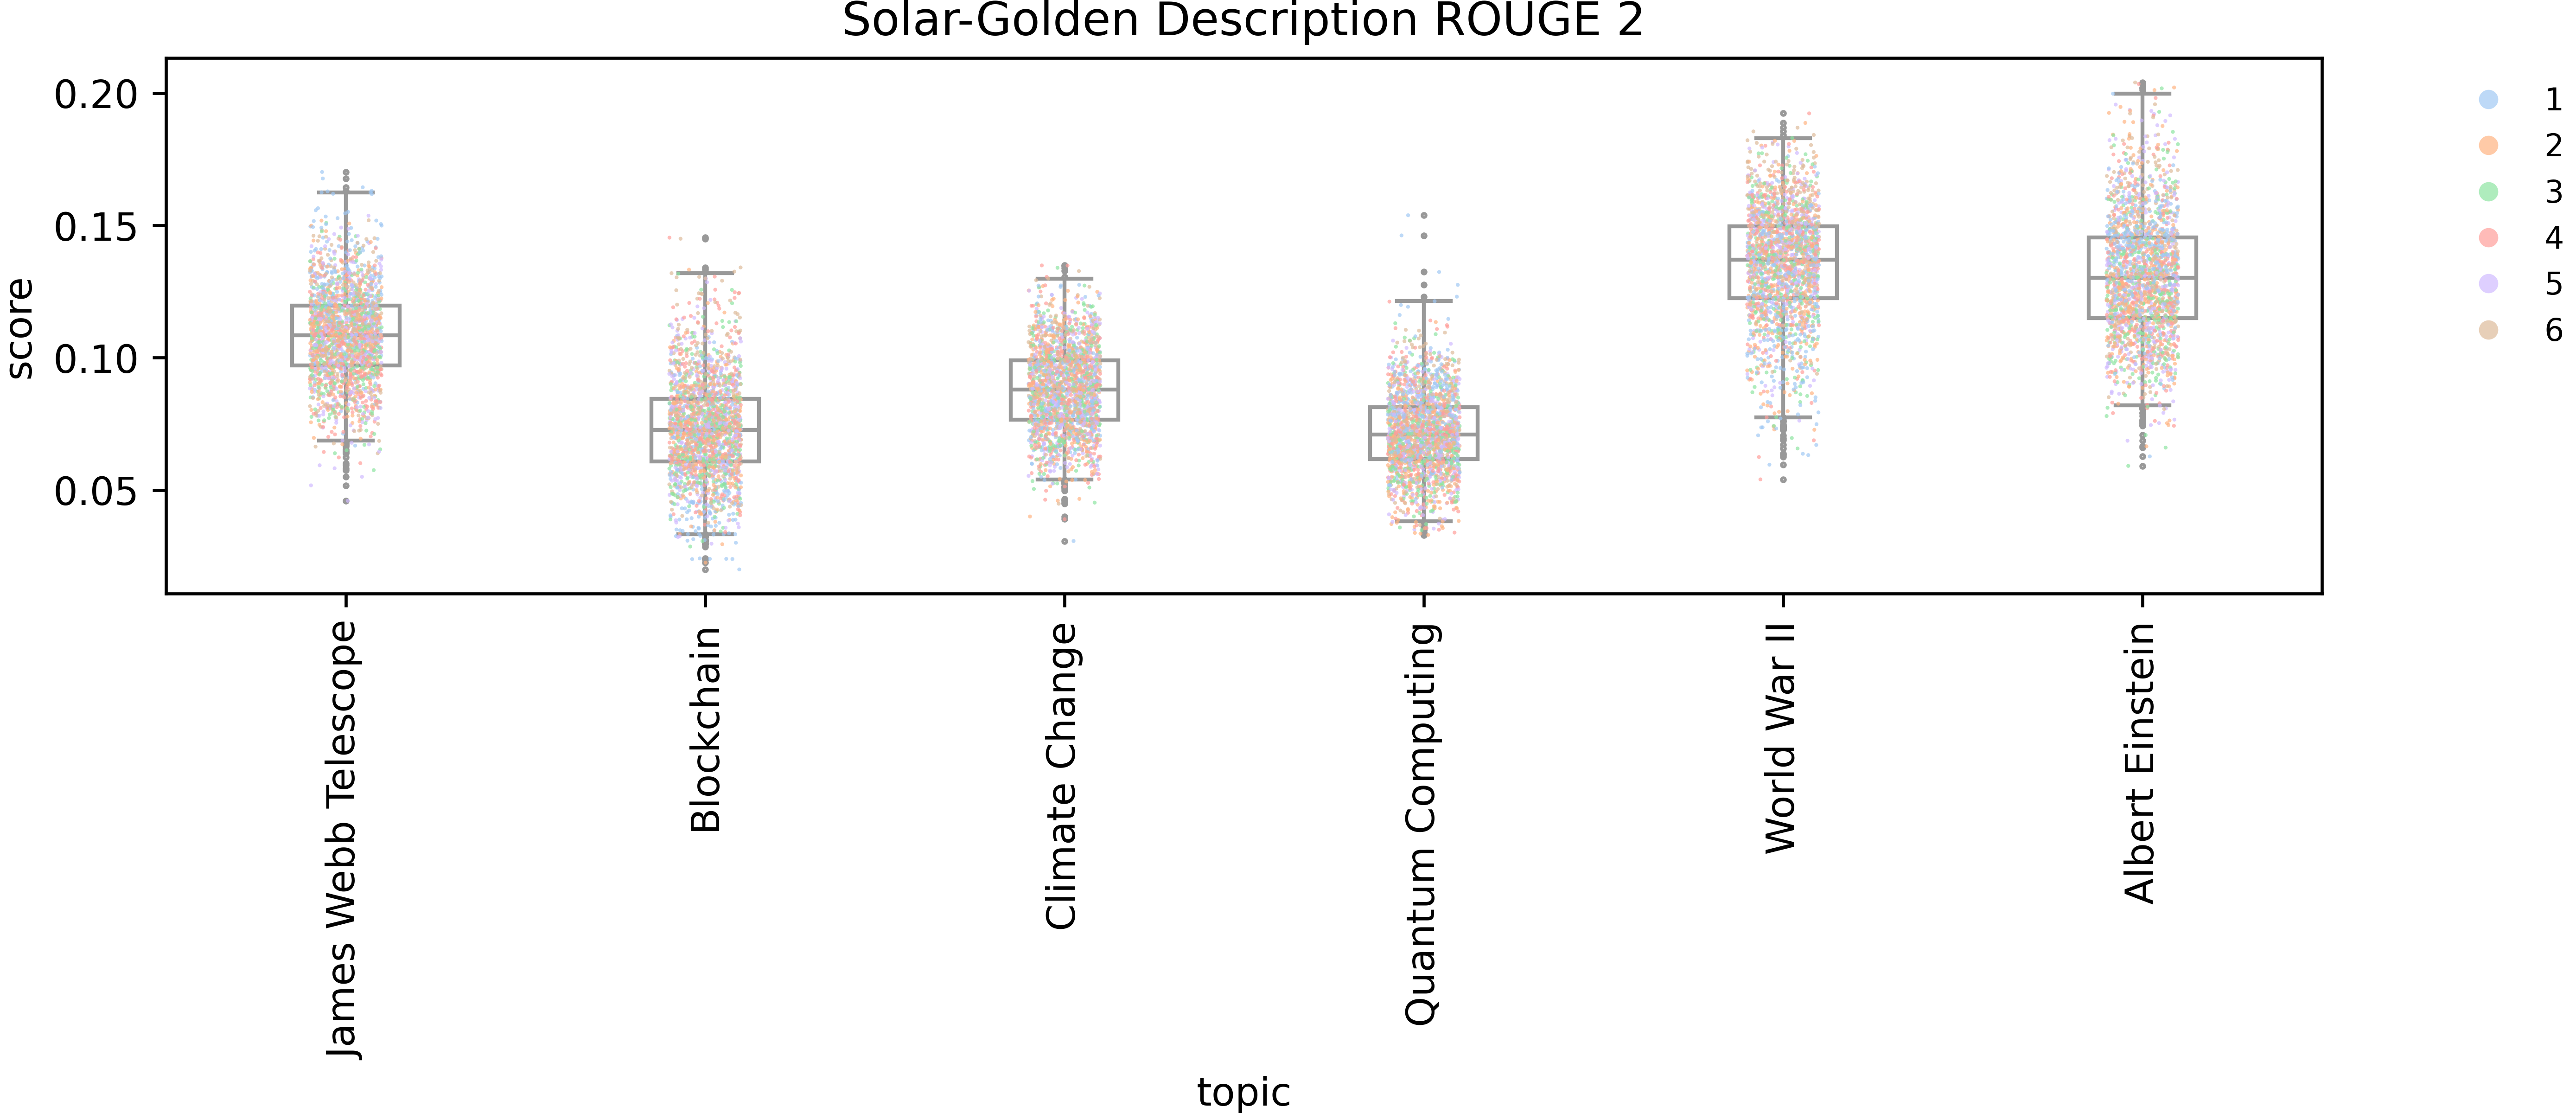 Solar-Golden Description ROUGE 2
score
0.20
0.15
0.10
0.05
James Webb Telescope
Blockchain
Climate Change
Quantum Computing
World War II
Albert Einstein
topic
1
2
3
4
5
6